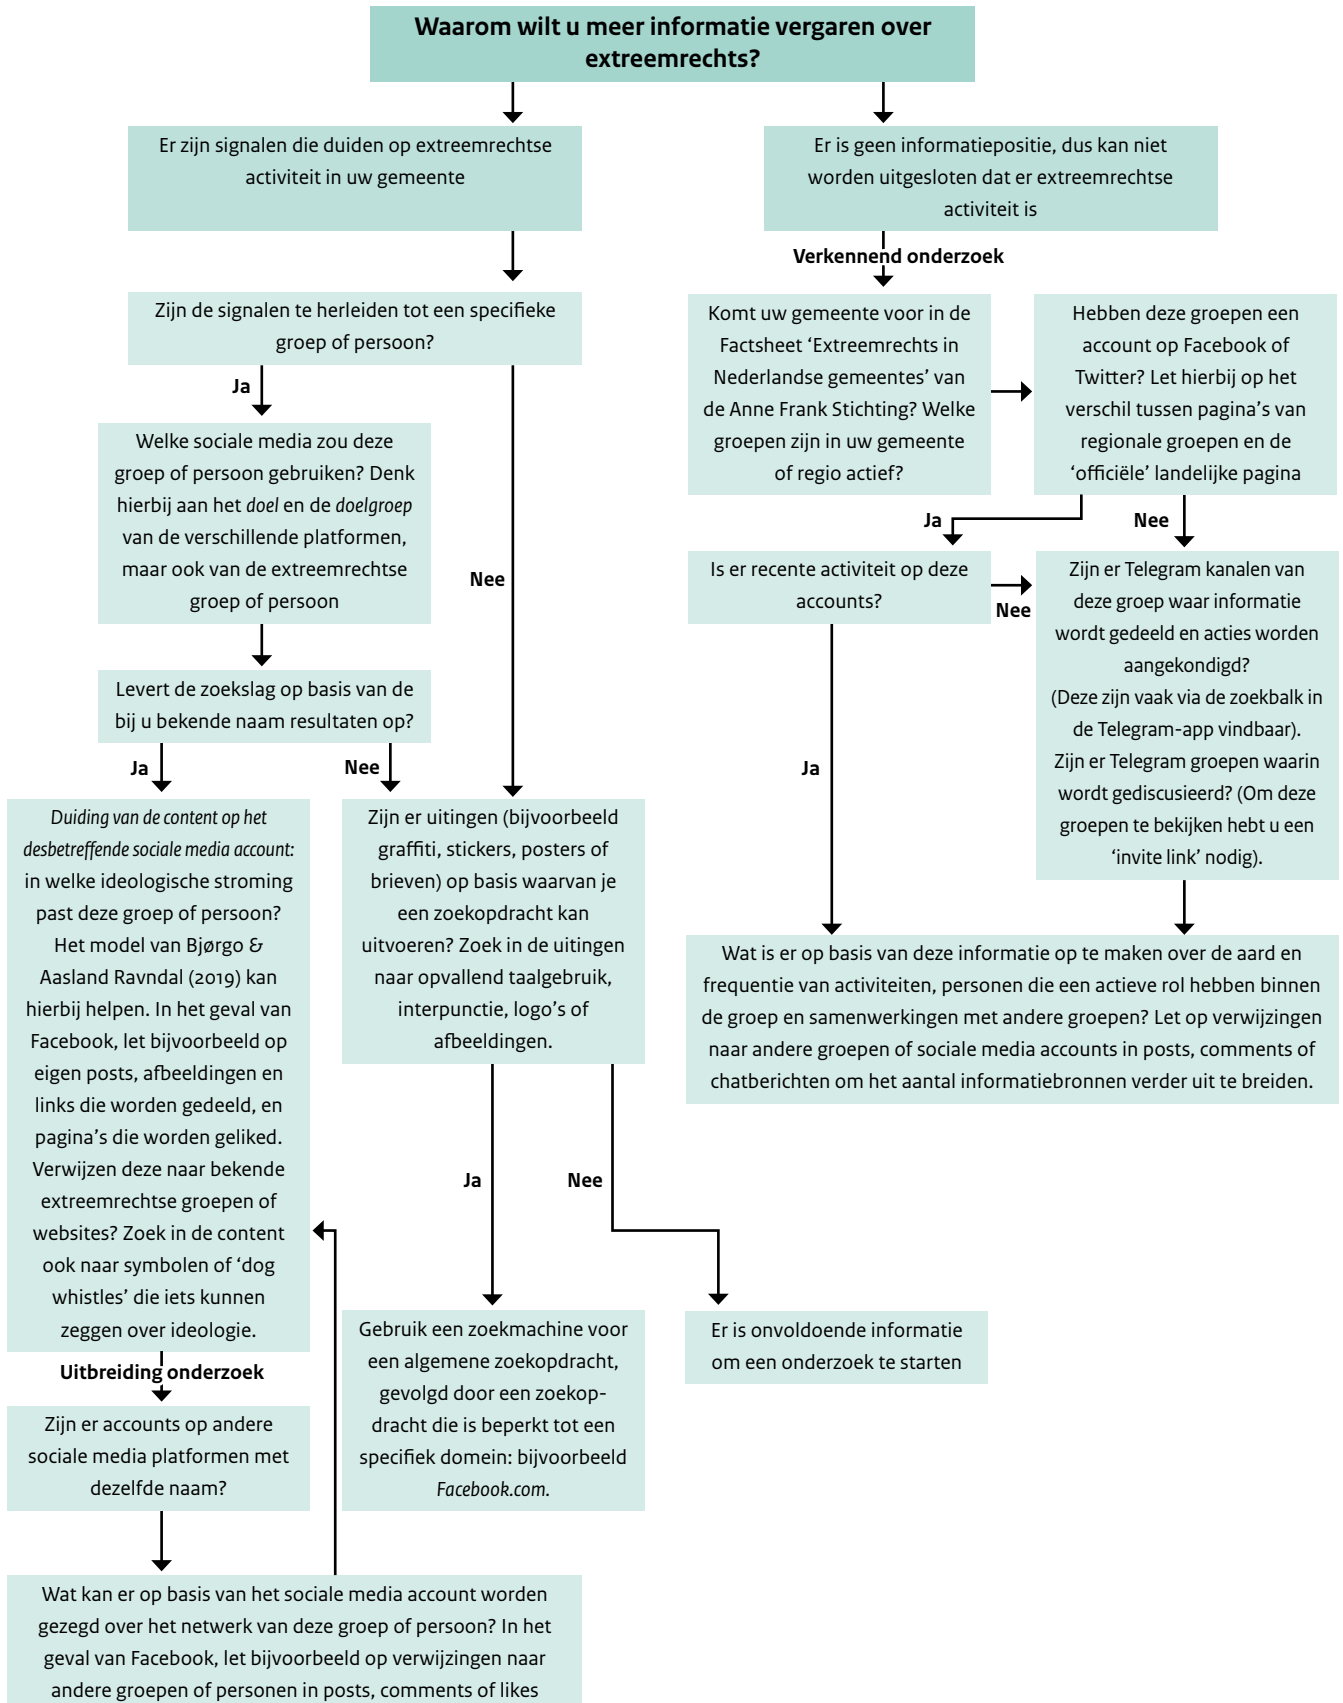 Waarom wilt u meer informatie vergaren over
extreemrechts?
Er zijn signalen die duiden op extreemrechtse
activiteit in uw gemeente
Er is geen informatiepositie, dus kan niet
worden uitgesloten dat er extreemrechtse
activiteit is
Verkennend onderzoek
Zijn de signalen te herleiden tot een specifieke
groep of persoon?
Ja
Nee
Welke sociale media zou deze
groep of persoon gebruiken? Denk
hierbij aan het doel en de doelgroep
van de verschillende platformen,
maar ook van de extreemrechtse
groep of persoon
Levert de zoekslag op basis van de
bij u bekende naam resultaten op?
Ja
Nee
Duiding van de content op het
desbetreffende sociale media account:
in welke ideologische stroming
past deze groep of persoon?
Het model van Bjørgo &
Aasland Ravndal (2019) kan
hierbij helpen. In het geval van
Facebook, let bijvoorbeeld op
eigen posts, afbeeldingen en
links die worden gedeeld, en
pagina's die worden geliked.
Verwijzen deze naar bekende
extreemrechtse groepen of
websites? Zoek in de content
ook naar symbolen of ‘dog
whistles’ die iets kunnen
zeggen over ideologie.
Uitbreiding onderzoek
Zijn er accounts op andere
sociale media platformen met
dezelfde naam?
Wat kan er op basis van het sociale media account worden
gezegd over het netwerk van deze groep of persoon? In het
geval van Facebook, let bijvoorbeeld op verwijzingen naar
andere groepen of personen in posts, comments of likes
Zijn er uitingen (bijvoorbeeld
graffiti, stickers, posters of
brieven) op basis waarvan je
een zoekopdracht kan
uitvoeren? Zoek in de uitingen
naar opvallend taalgebruik,
interpunctie, logo's of
afbeeldingen.
Ja
Nee
Gebruik een zoekmachine voor
een algemene zoekopdracht,
gevolgd door een zoekop-
dracht die is beperkt tot een
specifiek domein: bijvoorbeeld
Facebook.com.
Er is onvoldoende informatie
om een onderzoek te starten
Komt uw gemeente voor in de
Factsheet ‘Extreemrechts in
Nederlandse gemeentes’ van
de Anne Frank Stichting? Welke
groepen zijn in uw gemeente
of regio actief?
Hebben deze groepen een
account op Facebook of
Twitter? Let hierbij op het
verschil tussen pagina's van
regionale groepen en de
‘officiële’ landelijke pagina
Ja
Nee
Is er recente activiteit op deze
accounts?
Nee
Ja
Zijn er Telegram kanalen van
deze groep waar informatie
wordt gedeeld en acties worden
aangekondigd?
(Deze zijn vaak via de zoekbalk in
de Telegram-app vindbaar).
Zijn er Telegram groepen waarin
wordt gediscusieerd? (Om deze
groepen te bekijken hebt u een
‘invite link’ nodig).
Wat is er op basis van deze informatie op te maken over de aard en
frequentie van activiteiten, personen die een actieve rol hebben binnen
de groep en samenwerkingen met andere groepen? Let op verwijzingen
naar andere groepen of sociale media accounts in posts, comments of
chatberichten om het aantal informatiebronnen verder uit te breiden.